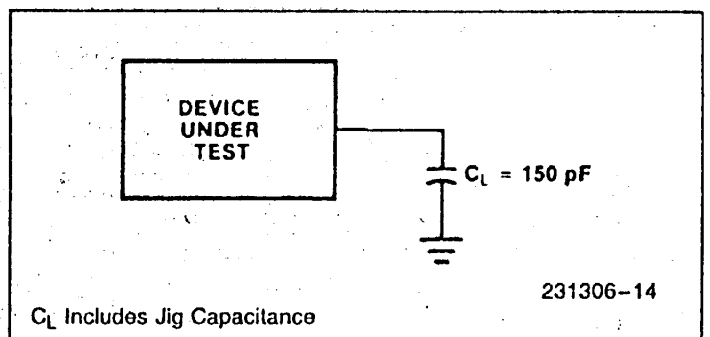 DEVICE
UNDER
TEST
C_L = 150 pF
231306–14
C_L Includes Jig Capacitance